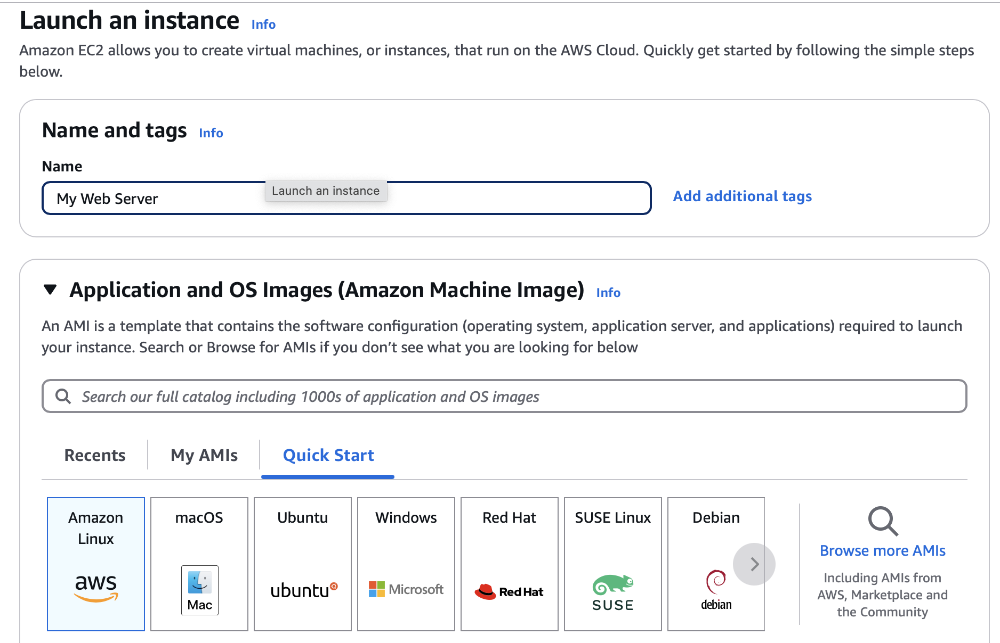 Launch an instance Info
Amazon EC2 allows you to create virtual machines, or instances, that run on the AWS Cloud. Quickly get started by following the simple steps
below.
Name and tags Info
Name
My Web Server
Launch an instance
Add additional tags
Application and OS Images (Amazon Machine Image) Info
An AMI is a template that contains the software configuration (operating system, application server, and applications) required to launch
your instance. Search or Browse for AMIs if you don’t see what you are looking for below
Search our full catalog including 1000s of application and OS images
Recents
My AMIs
Quick Start
Amazon
Linux
aws
macOS
Mac
Ubuntu
ubuntu
Windows
Microsoft
Red Hat
Red Hat
SUSE Linux
SUSE
Debian
debian
Browse more AMIs
Including AMIs from
AWS, Marketplace and
the Community